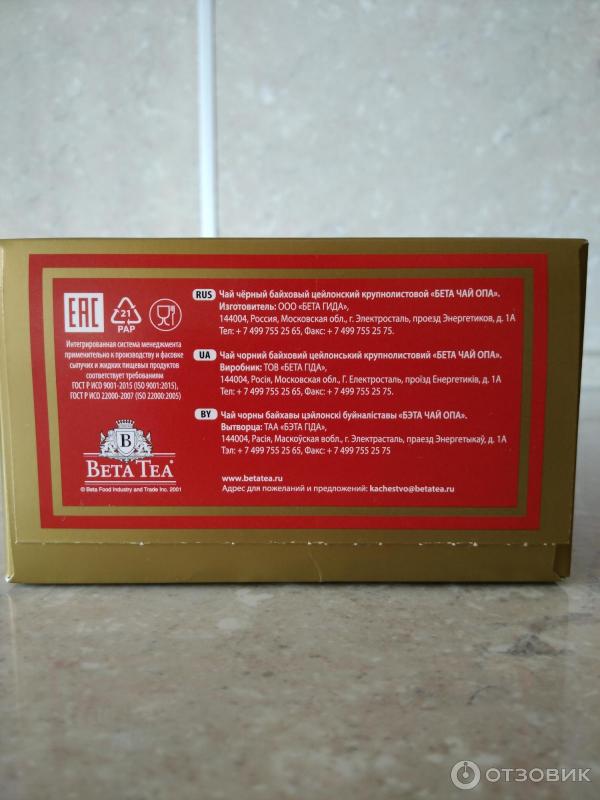 EAC
21
PAP
Интегрированная система менеджмента
применительно к производству и фасовке
сыпучих и жидких пищевых продуктов
соответствует требованиям
ГОСТ Р ИСО 9001-2015 (ISO 9001:2015),
ГОСТ Р ИСО 22000-2007 (ISO 22000:2005)
B
BETA TEA®
© Beta Food Industry and Trade Inc. 2001
RUS Чай чёрный байховый цейлонский крупнолистовой «БЕТА ЧАЙ ОПА».
Изготовитель: ООО «БЕТА ГИДА»,
144004, Россия, Московская обл., г. Электросталь, проезд Энергетиков, д. 1А
Тел: + 7 499 755 25 65, Факс: + 7 499 755 25 75.
UA Чай чорний байховий цейлонський крупнолистовий «БЕТА ЧАЙ ОПА».
Виробник: ТОВ «БЕТА ГІДА»,
144004, Росія, Московская обл., Г. Електросталь, проїзд Енергетиків, д. 1А
Тел: + 7 499 755 25 65, Факс: + 7 499 755 25 75.
BY Чай чорны байхавы цэйлонскі буйналіставы «БЭТА ЧАЙ ОПА».
Вытворца: ТАА «БЭТА ГІДА»,
144004, Расія, Маскоўская вобл., г. Электрасталь, праезд Энергетыкаў, д. 1А
Тэл: + 7 499 755 25 65, Факс: + 7 499 755 25 75
www.betatea.ru
Адрес для пожеланий и предложений: kachestvo@betatea.ru
ОТЗОВИК